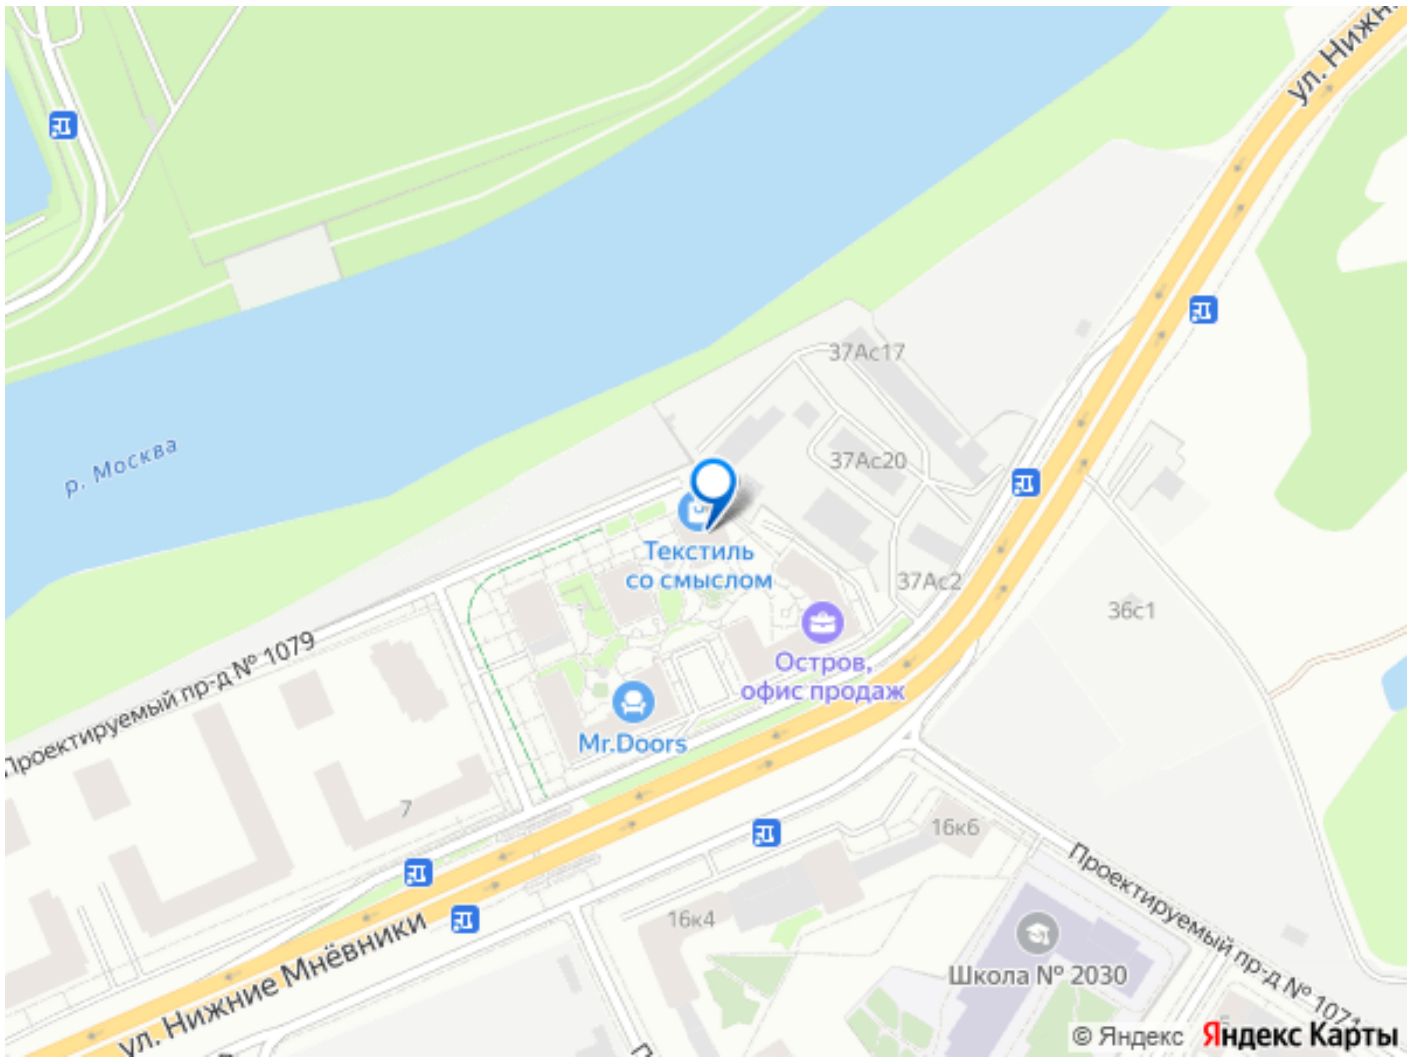 ул. Нижн
37Ас17
р. Москва
37Ас20
Текстиль
со смыслом
37Ас2
36с1
Проектируемый пр-д № 1079
Остров,
офис продаж
Mr.Doors
7
16к6
Проектируемый пр-д № 1071
16к4
ул. Нижние Мнёвники
Школа № 2030
© Яндекс Яндекс Карты